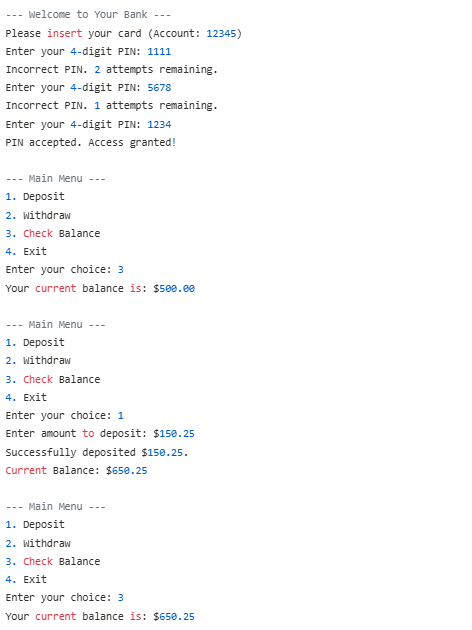 --- Welcome to Your Bank ---
Please insert your card (Account: 12345)
Enter your 4-digit PIN: 1111
Incorrect PIN. 2 attempts remaining.
Enter your 4-digit PIN: 5678
Incorrect PIN. 1 attempts remaining.
Enter your 4-digit PIN: 1234
PIN accepted. Access granted!
--- Main Menu ---
1. Deposit
2. Withdraw
3. Check Balance
4. Exit
Enter your choice: 3
Your current balance is: $500.00
--- Main Menu ---
1. Deposit
2. Withdraw
3. Check Balance
4. Exit
Enter your choice: 1
Enter amount to deposit: $150.25
Successfully deposited $150.25.
Current Balance: $650.25
--- Main Menu ---
1. Deposit
2. Withdraw
3. Check Balance
4. Exit
Enter your choice: 3
Your current balance is: $650.25